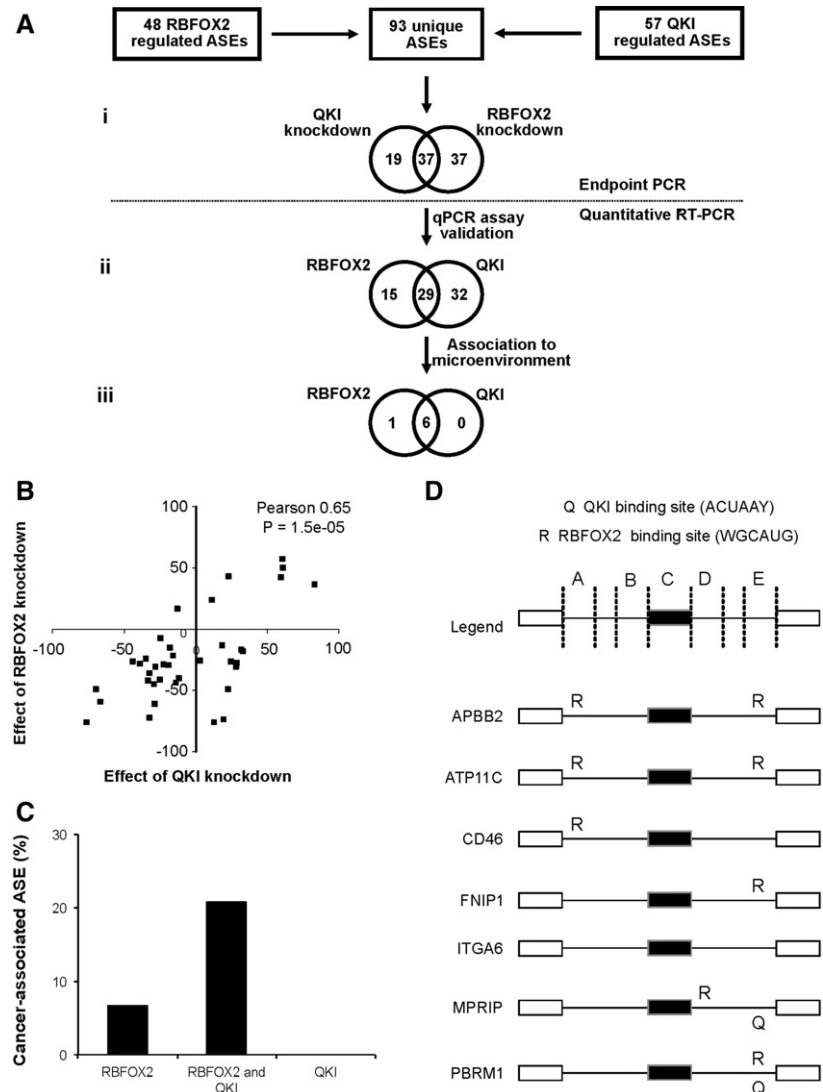 A
48 RBFOX2
regulated ASEs
93 unique
ASEs
57 QKI
regulated ASEs
i
QKI
knockdown
RBFOX2
knockdown
19
37
37
Endpoint PCR
Quantitative RT-PCR
qPCR assay
validation
ii
RBFOX2
QKI
15
29
32
Association to
microenvironment
iii
RBFOX2
QKI
1
6
0
B
Effect of RBFOX2 knockdown
100
50
0
-50
-100
-100
-50
0
50
100
Pearson 0.65
P = 1.5e-05
Effect of QKI knockdown
C
Cancer-associated ASE (%)
30
20
10
0
RBFOX2
RBFOX2 and
QKI
QKI
D
Q QKI binding site (ACUAAY)
R RBFOX2 binding site (WGCAUG)
A B C D E
Legend
R R
APBB2
R R
ATP11C
R
CD46
R
FNIP1
ITGA6
R
MPRIP
Q
R
PBRM1
Q